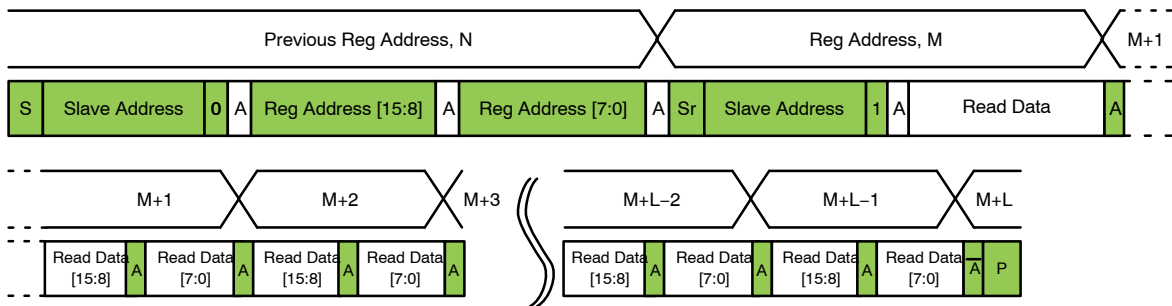 Previous Reg Address, N Reg Address, M M+1
S Slave Address 0 A Reg Address [15:8] A Reg Address [7:0] A Sr Slave Address 1 A Read Data A
M+1 M+2 M+3 M+L−2 M+L−1 M+L
Read Data A Read Data A Read Data A Read Data A Read Data A Read Data A Read Data A Read Data A P
[15:8] [7:0] [15:8] [7:0] [15:8] [7:0] [15:8] [7:0]